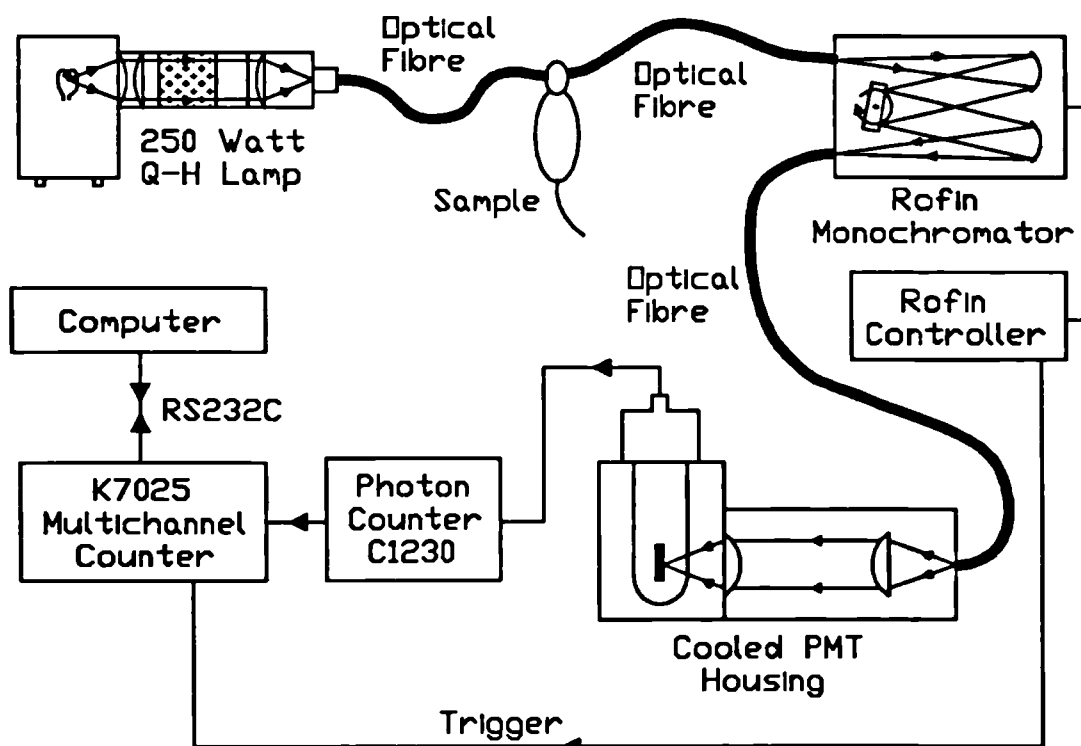 Optical
Fibre
Optical
Fibre
250 Watt
Q-H Lamp
Sample
Rofin
Monochromator
Optical
Fibre
Computer
Rofin
Controller
RS232C
K7025
Multichannel
Counter
Photon
Counter
C1230
Cooled PMT
Housing
Trigger